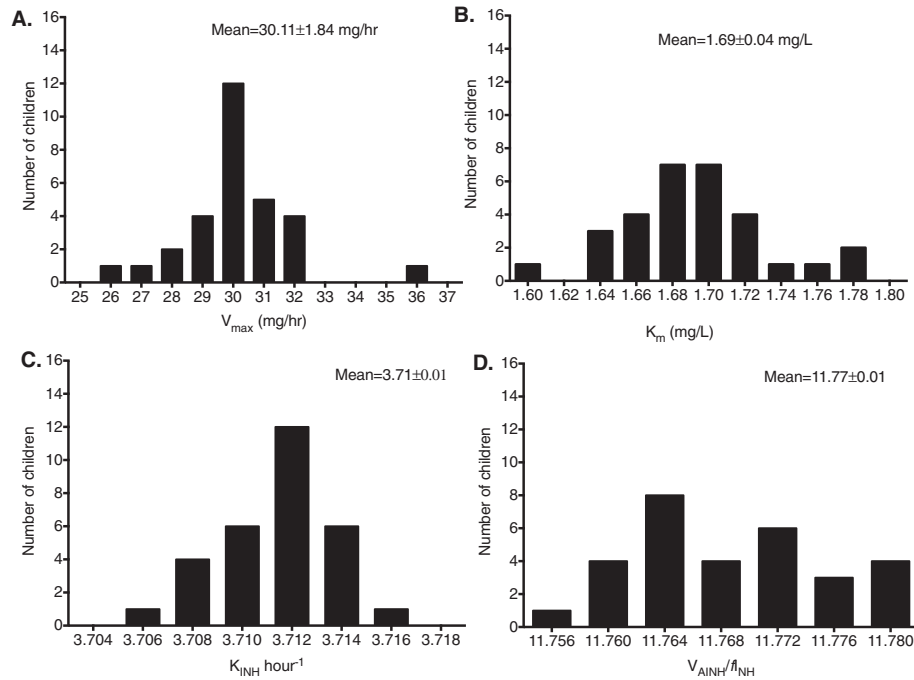 A.
Mean=30.11±1.84 mg/hr
Number of children
16
14
12
10
8
6
4
2
0
25 26 27 28 29 30 31 32 33 34 35 36 37
Vmax (mg/hr)
B.
Mean=1.69±0.04 mg/L
Number of children
16
14
12
10
8
6
4
2
0
1.60 1.62 1.64 1.66 1.68 1.70 1.72 1.74 1.76 1.78 1.80
Km (mg/L)
C.
Mean=3.71±0.01
Number of children
16
14
12
10
8
6
4
2
0
3.704 3.706 3.708 3.710 3.712 3.714 3.716 3.718
KINH hour-1
D.
Mean=11.77±0.01
Number of children
16
14
12
10
8
6
4
2
0
11.756 11.760 11.764 11.768 11.772 11.776 11.780
VAINH/fINH